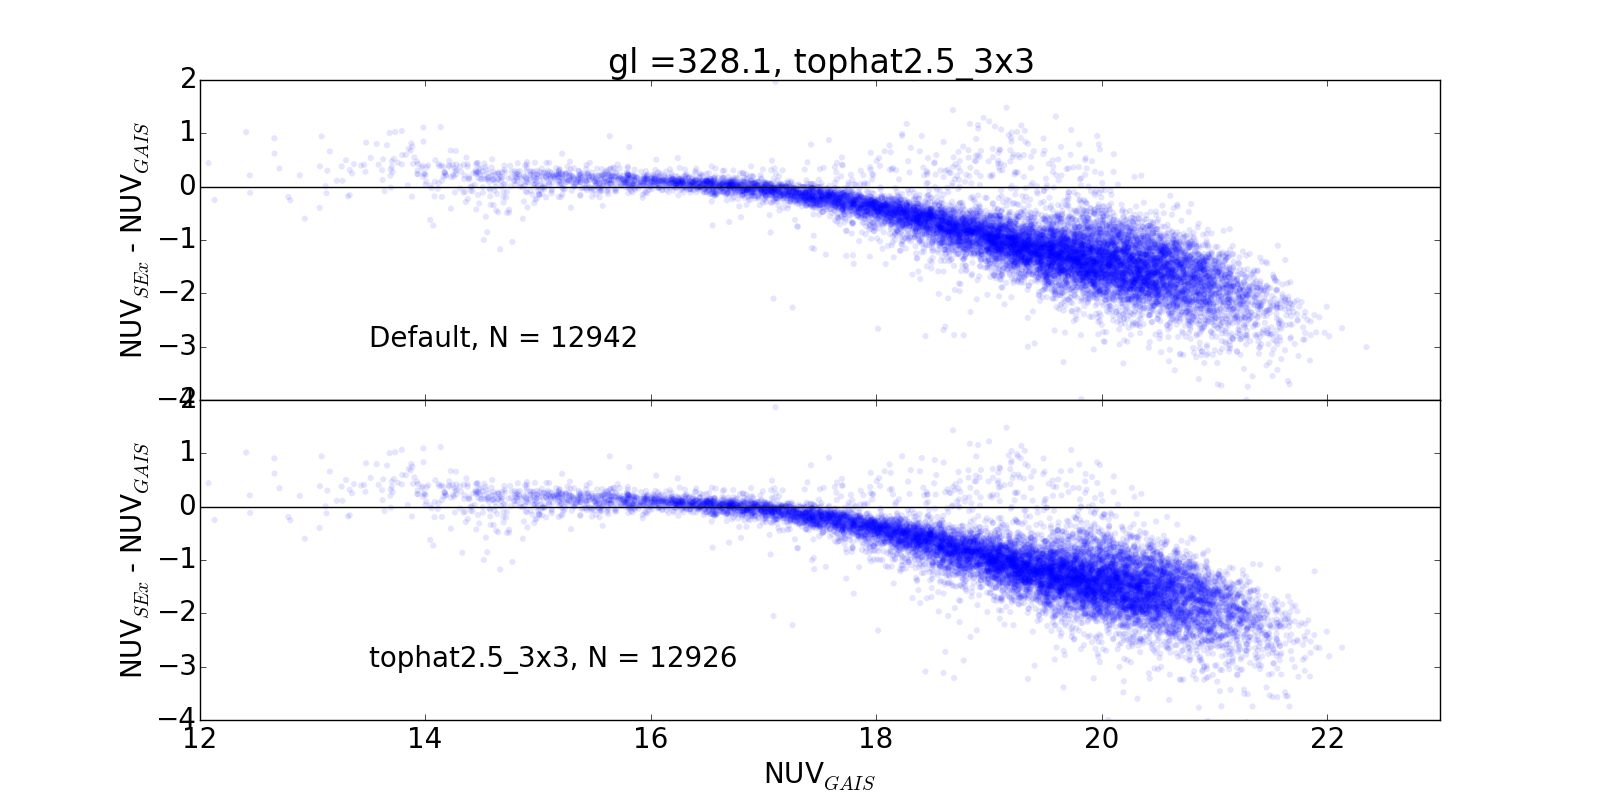 gl =328.1, tophat2.5_3x3
2
1
0
−1
−2
−3
−4
NUV_SEx - NUV_GAIS
Default, N = 12942
2
1
0
−1
−2
−3
−4
NUV_SEx - NUV_GAIS
tophat2.5_3x3, N = 12926
12 14 16 18 20 22
NUV_GAIS